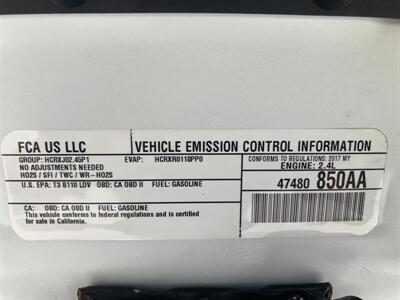 FCA US LLC
VEHICLE EMISSION CONTROL INFORMATION
GROUP: HCRXJ02.45P1 EVAP: HCRXR0118PP0
NO ADJUSTMENTS NEEDED
HO2S / SFI / TWC / WR-HO2S
CONFORMS TO REGULATIONS: 2017 MY
ENGINE: 2.4L
U.S. EPA: T3 B110 LDV OBD: CA OBD II FUEL: GASOLINE
47480 850AA
CA: OBD: CA OBD II FUEL: GASOLINE
This vehicle conforms to federal regulations and is certified
for sale in California.